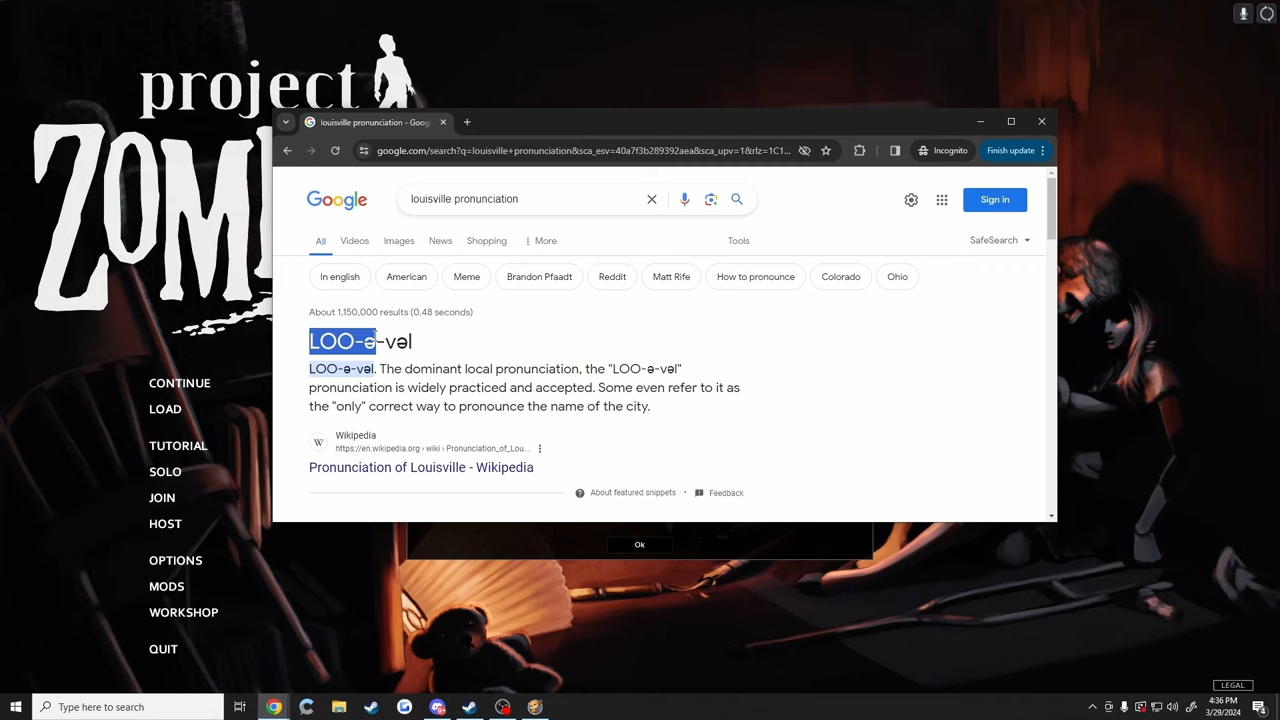 project
ZOM
louisville pronunciation - Goog
google.com/search?q=louisville+pronunciation&sca_esv=40a7f3b289392aea&sca_upv=1&rlz=1C1...
Incognito
Finish update
Google
louisville pronunciation
Sign in
All
Videos
Images
News
Shopping
More
Tools
SafeSearch
In english
American
Meme
Brandon Pfaadt
Reddit
Matt Rife
How to pronounce
Colorado
Ohio
About 1,150,000 results (0.48 seconds)
LOO-ə-vəl
LOO-ə-vəl. The dominant local pronunciation, the "LOO-ə-vəl"
pronunciation is widely practiced and accepted. Some even refer to it as
the "only" correct way to pronounce the name of the city.
W
Wikipedia
https://en.wikipedia.org › wiki › Pronunciation_of_Lou...
Pronunciation of Louisville - Wikipedia
About featured snippets
•
Feedback
Ok
CONTINUE
LOAD
TUTORIAL
SOLO
JOIN
HOST
OPTIONS
MODS
WORKSHOP
QUIT
LEGAL
Type here to search
4:36 PM
3/29/2024
4